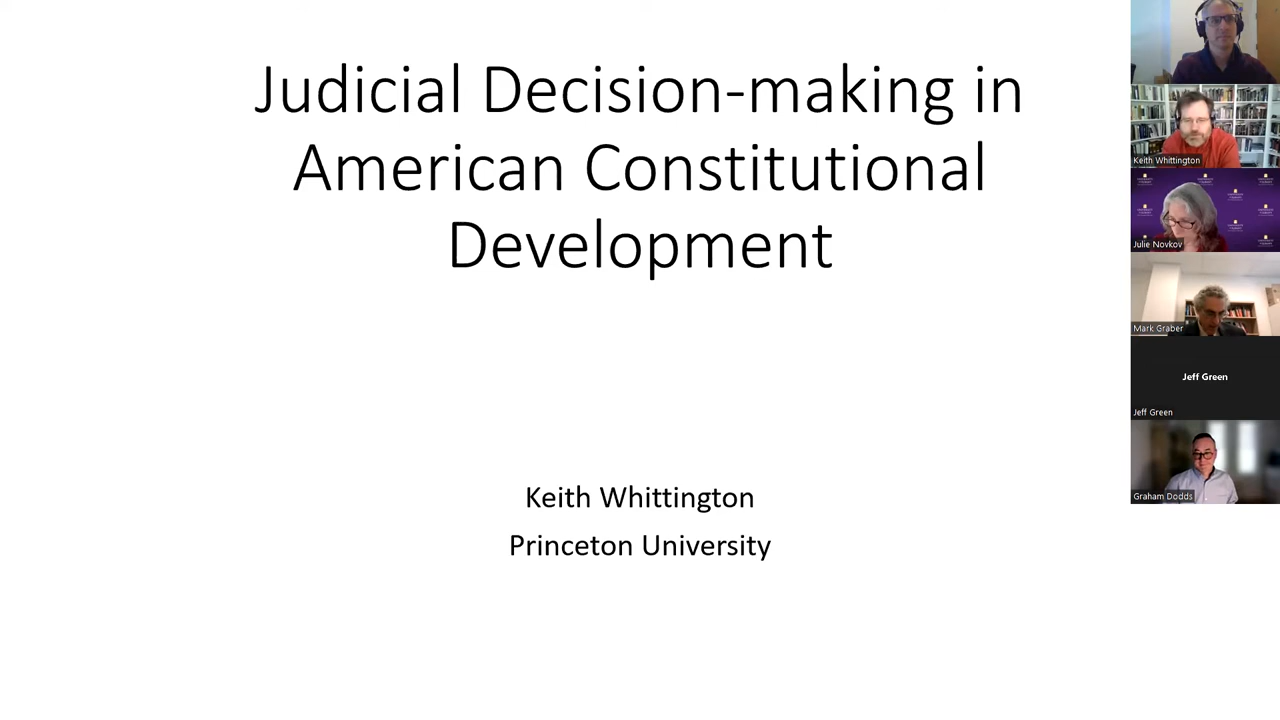 Judicial Decision-making in
American Constitutional
Development
Keith Whittington
Princeton University
Keith Whittington
Julie Novkov
Mark Graber
Jeff Green
Jeff Green
Graham Dodds